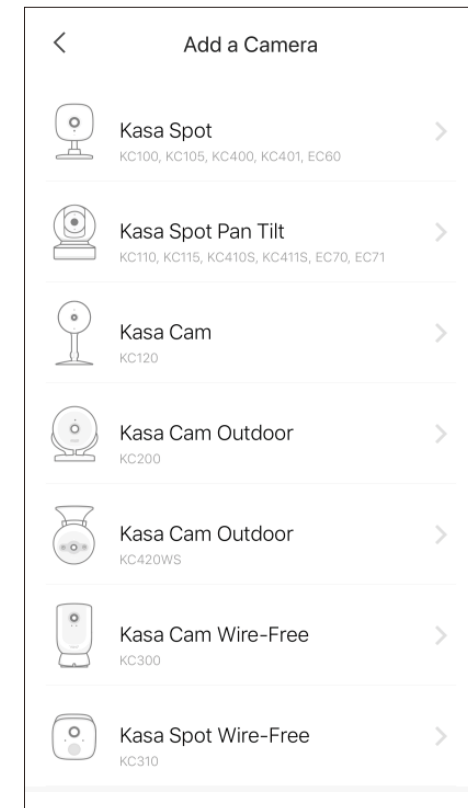 Add a Camera
Kasa Spot
KC100, KC105, KC400, KC401, EC60
Kasa Spot Pan Tilt
KC110, KC115, KC410S, KC411S, EC70, EC71
Kasa Cam
KC120
Kasa Cam Outdoor
KC200
Kasa Cam Outdoor
KC420WS
Kasa Cam Wire-Free
KC300
Kasa Spot Wire-Free
KC310